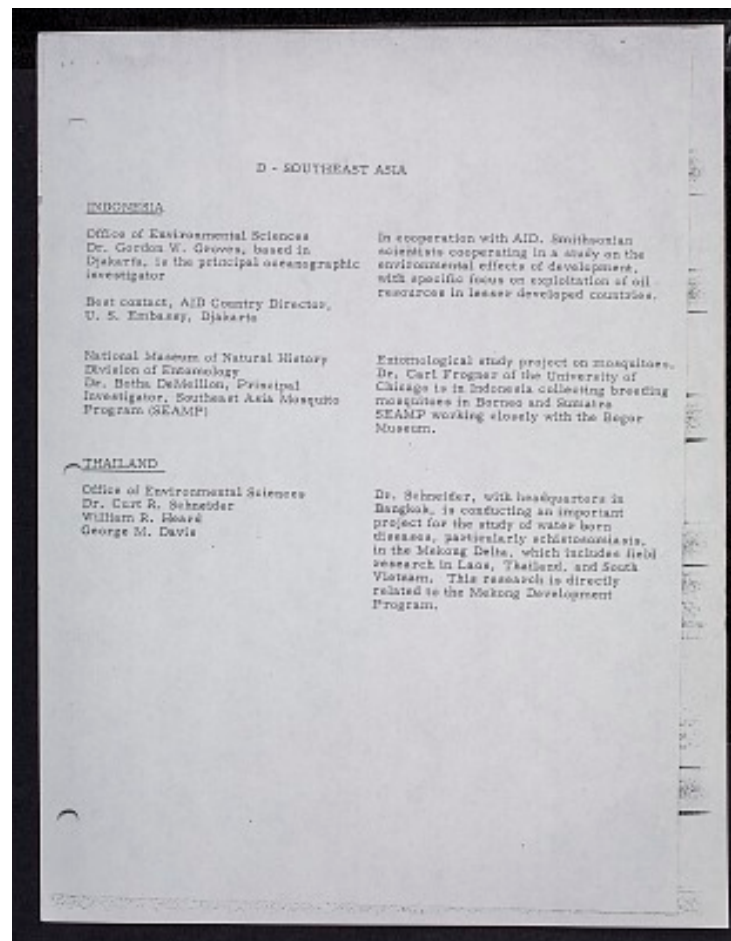 D - SOUTHEAST ASIA
INDONESIA
Office of Environmental Sciences
Dr. Gordon W. Groves, based in
Djakarta, is the principal oceanographic
investigator
Best contact, AID Country Director,
U. S. Embassy, Djakarta
In cooperation with AID. Smithsonian
scientists cooperating in a study on the
environmental effects of development,
with specific focus on exploitation of oil
resources in lesser developed countries.
National Museum of Natural History
Division of Entomology
Dr. Botha DeMeillon, Principal
Investigator, Southeast Asia Mosquito
Program (SEAMP)
Entomological study project on mosquitoes.
Dr. Carl Frogner of the University of
Chicago is in Indonesia collecting breeding
mosquitoes in Borneo and Sumatra
SEAMP working closely with the Bogor
Museum.
THAILAND
Office of Environmental Sciences
Dr. Curt R. Schneider
William R. Heard
George M. Davis
Dr. Schneider, with headquarters in
Bangkok, is conducting an important
project for the study of water born
diseases, particularly schistosomiasis,
in the Mekong Delta, which includes field
research in Laos, Thailand, and South
Vietnam. This research is directly
related to the Mekong Development
Program.